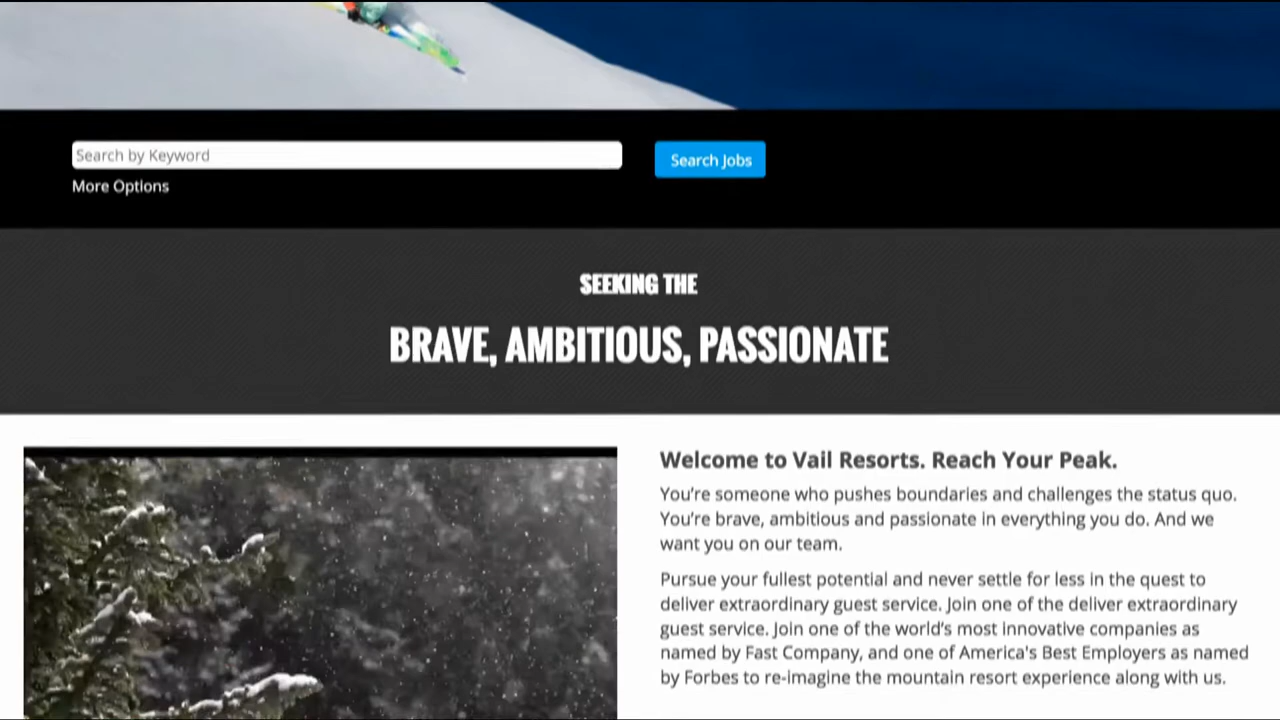 Search by Keyword
Search Jobs
More Options
SEEKING THE
BRAVE, AMBITIOUS, PASSIONATE
Welcome to Vail Resorts. Reach Your Peak.
You’re someone who pushes boundaries and challenges the status quo.
You’re brave, ambitious and passionate in everything you do. And we
want you on our team.
Pursue your fullest potential and never settle for less in the quest to
deliver extraordinary guest service. Join one of the deliver extraordinary
guest service. Join one of the world’s most innovative companies as
named by Fast Company, and one of America's Best Employers as named
by Forbes to re-imagine the mountain resort experience along with us.